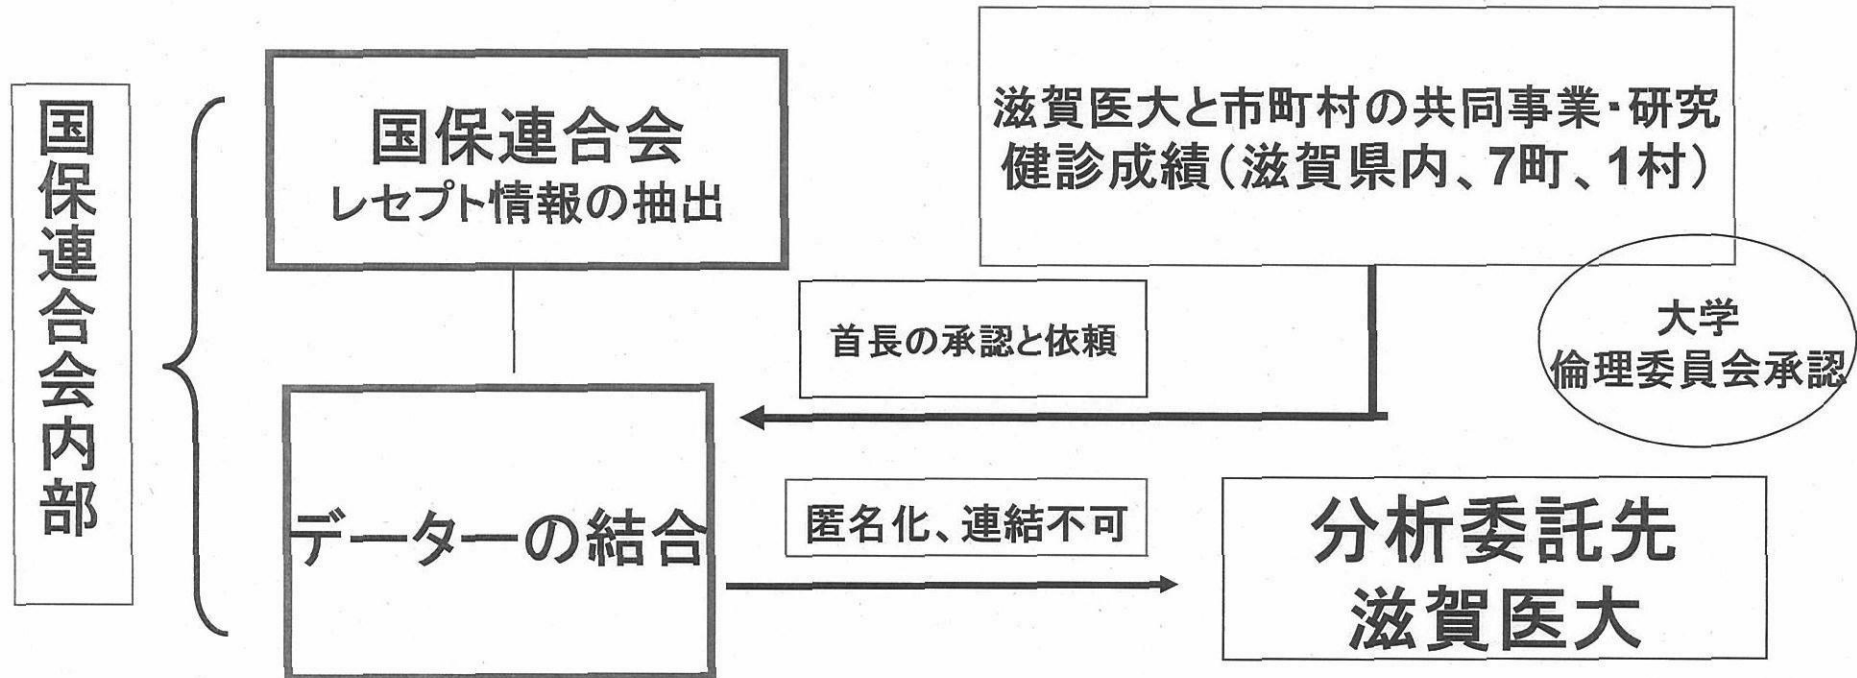 国保連合会内部
国保連合会
レセプト情報の抽出
滋賀医大と市町村の共同事業・研究
健診成績(滋賀県内、7町、1村)
首長の承認と依頼
大学
倫理委員会承認
データーの結合
匿名化、連結不可
分析委託先
滋賀医大